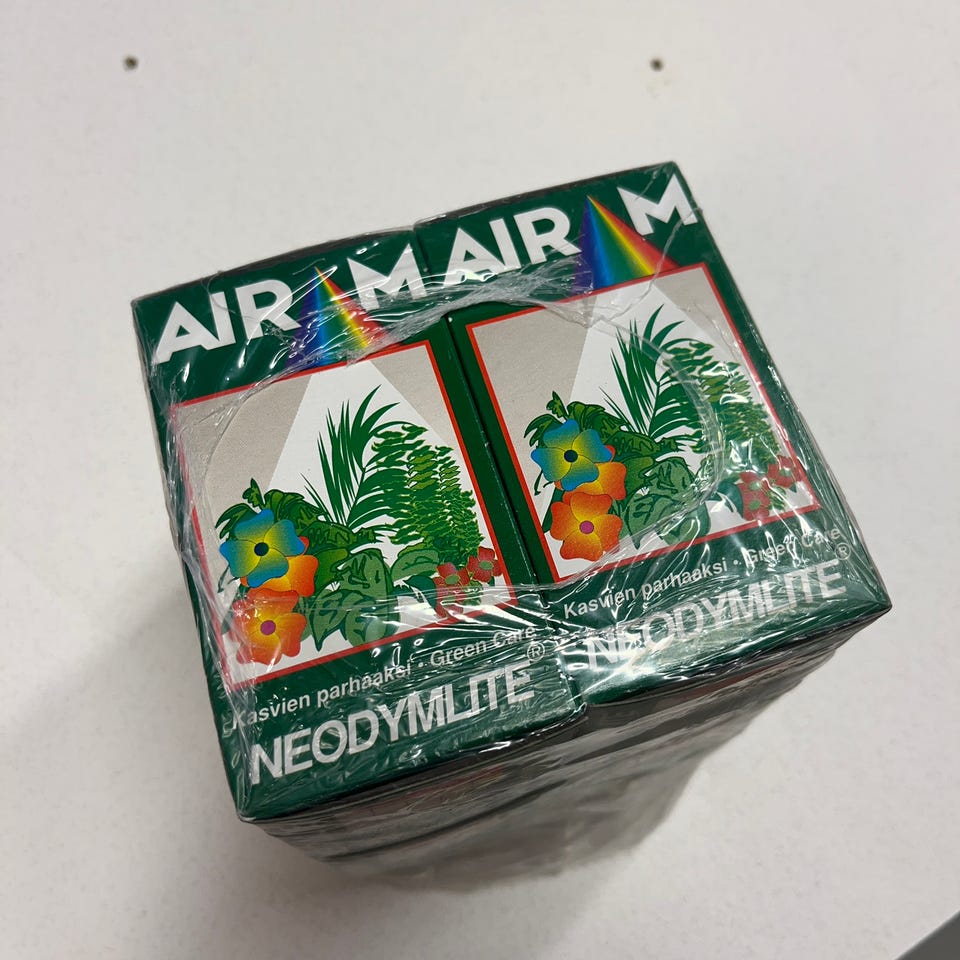 AIRAM
Kasvien parhaaksi · Green Care
NEODYMLITE®
AIRAM
Kasvien parhaaksi · Green Care
NEODYMLITE®